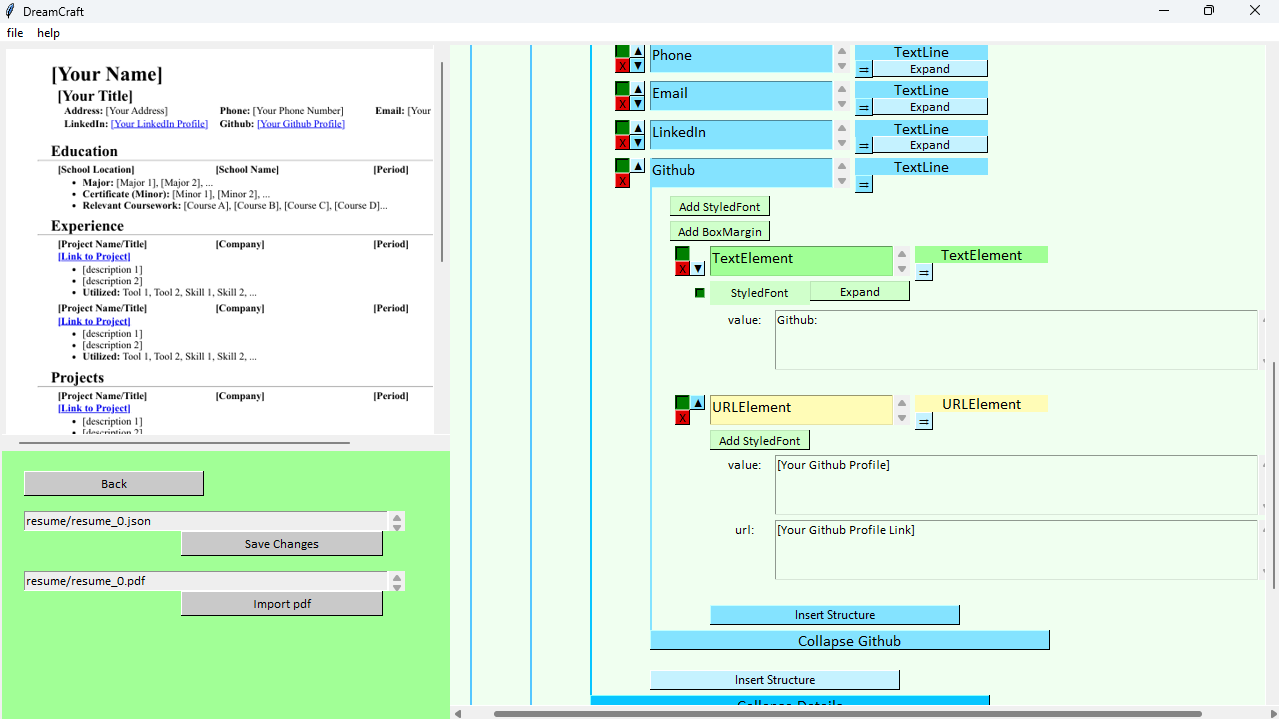 DreamCraft
file help
[Your Name]
[Your Title]
Address: [Your Address] Phone: [Your Phone Number] Email: [Your
LinkedIn: [Your LinkedIn Profile] Github: [Your Github Profile]
Education
[School Location] [School Name] [Period]
• Major: [Major 1], [Major 2], ...
• Certificate (Minor): [Minor 1], [Minor 2], ...
• Relevant Coursework: [Course A], [Course B], [Course C], [Course D]...
Experience
[Project Name/Title] [Company] [Period]
[Link to Project]
• [description 1]
• [description 2]
• Utilized: Tool 1, Tool 2, Skill 1, Skill 2, ...
[Project Name/Title] [Company] [Period]
[Link to Project]
• [description 1]
• [description 2]
• Utilized: Tool 1, Tool 2, Skill 1, Skill 2, ...
Projects
[Project Name/Title] [Company] [Period]
[Link to Project]
• [description 1]
• [description 2]
Back
resume/resume_0.json
Save Changes
resume/resume_0.pdf
Import pdf
▲ Phone TextLine
X ▼ ⇉ Expand
▲ Email TextLine
X ▼ ⇉ Expand
▲ LinkedIn TextLine
X ▼ ⇉ Expand
▲ Github TextLine
X ⇉
Add StyledFont
Add BoxMargin
TextElement TextElement
X ▼ ⇉
StyledFont Expand
value: Github:
▲ URLElement URLElement
X ⇉
Add StyledFont
value: [Your Github Profile]
url: [Your Github Profile Link]
Insert Structure
Collapse Github
Insert Structure
Collapse Details